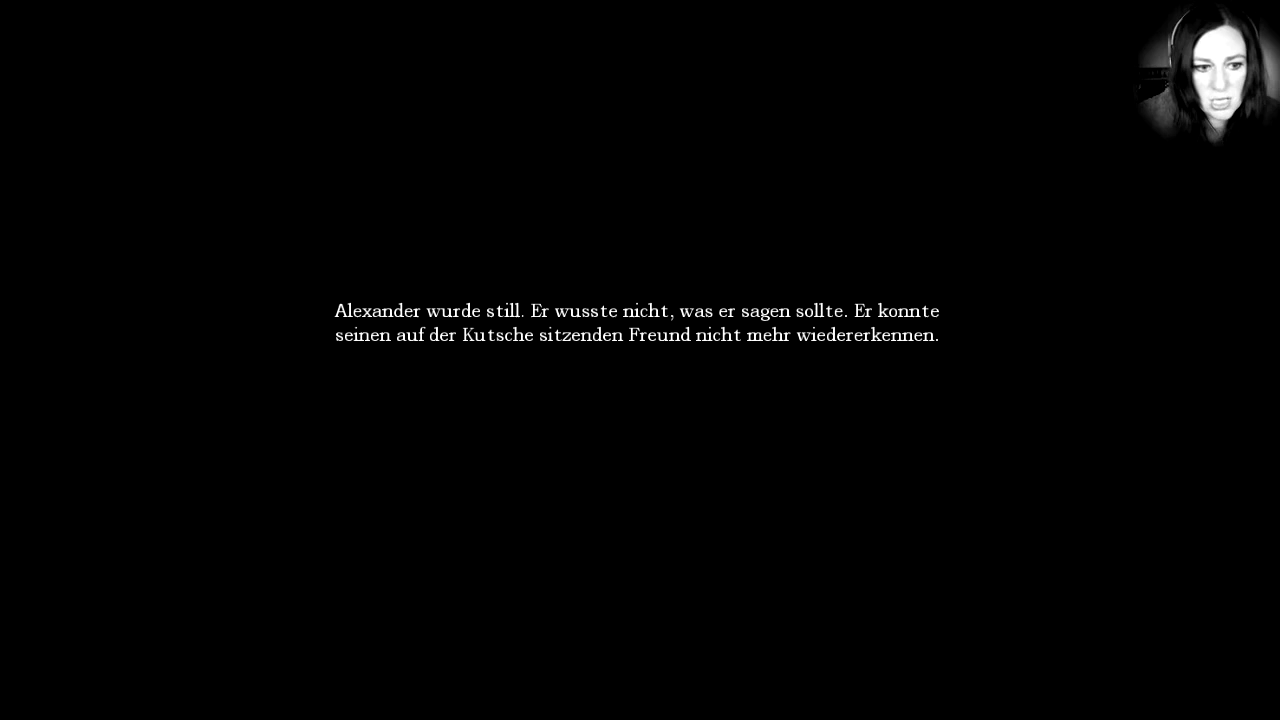 Alexander wurde still. Er wusste nicht, was er sagen sollte. Er konnte
seinen auf der Kutsche sitzenden Freund nicht mehr wiedererkennen.